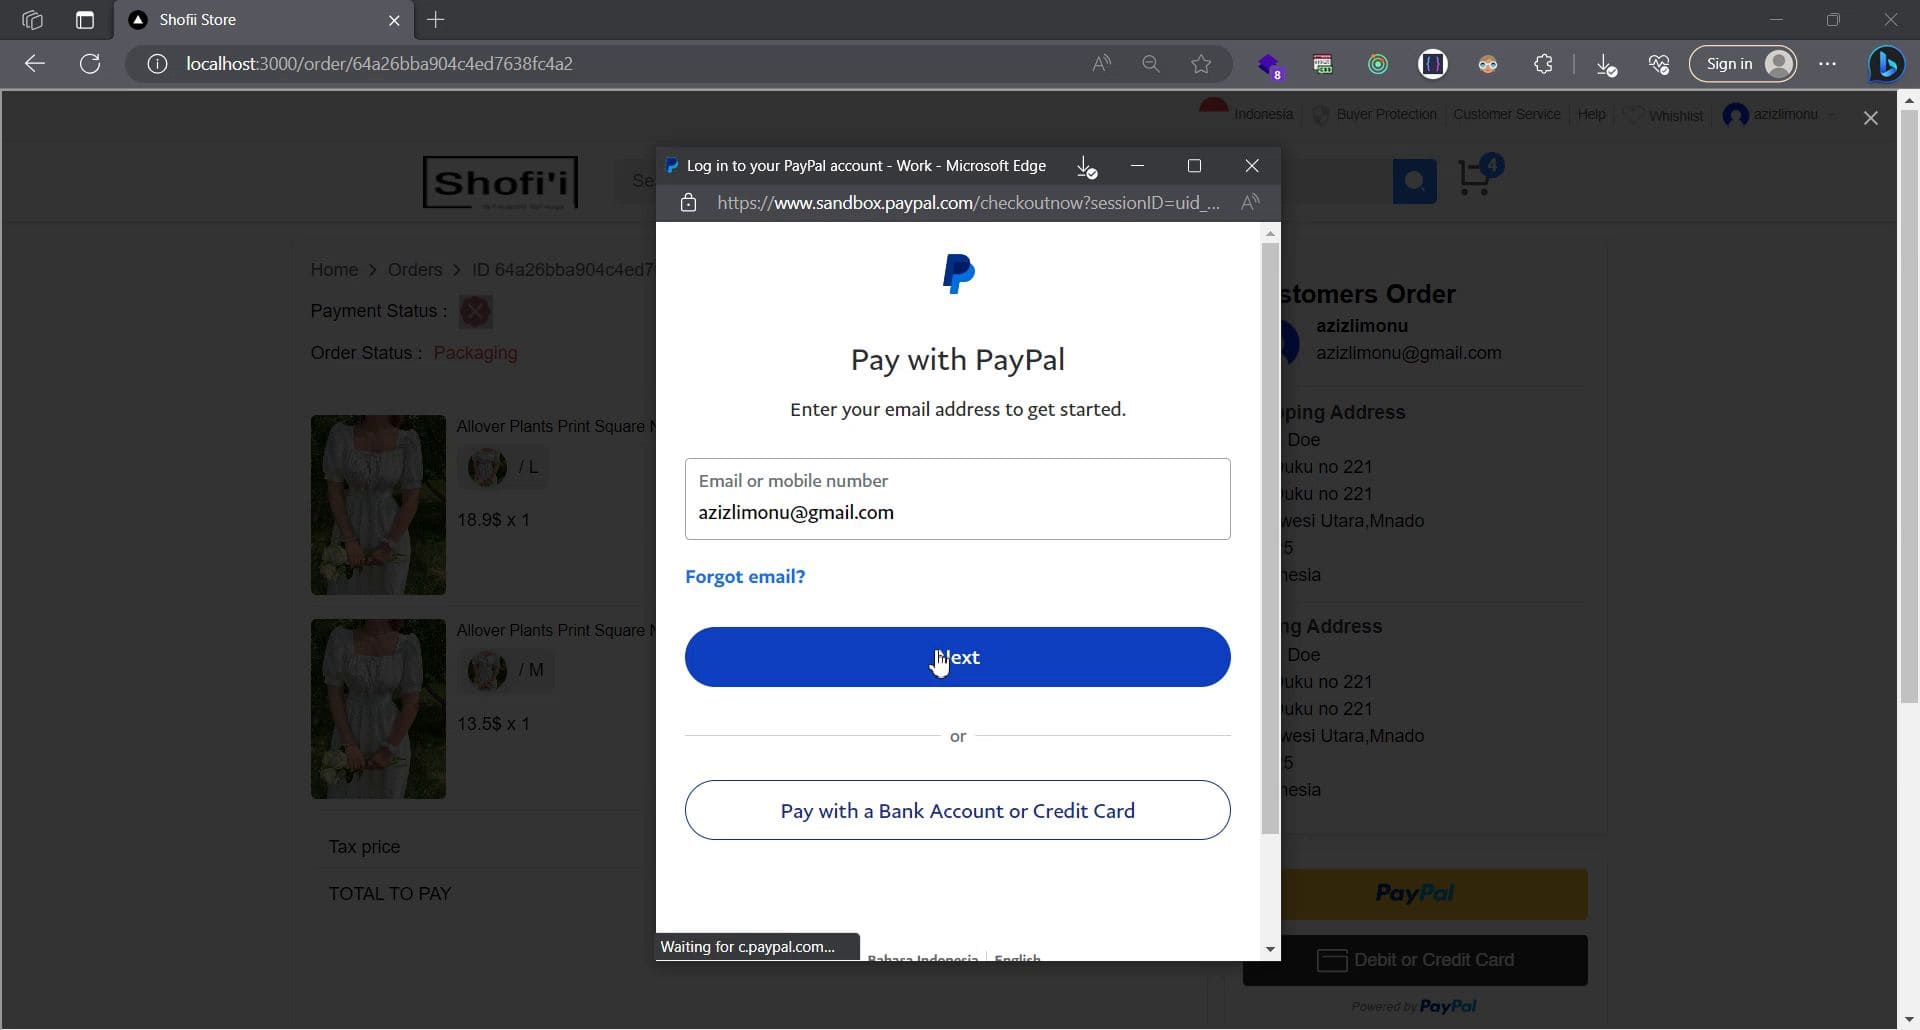 Shofii Store
localhost:3000/order/64a26bba904c4ed7638fc4a2
8
Sign in
Indonesia
Buyer Protection
Customer Service
Help
Whishlist
azizlimonu
Shofi'i
Se
4
Log in to your PayPal account - Work - Microsoft Edge
https://www.sandbox.paypal.com/checkoutnow?sessionID=uid_...
Home > Orders > ID 64a26bba904c4ed7
Payment Status :
Order Status : Packaging
Allover Plants Print Square N
/ L
18.9$ x 1
Allover Plants Print Square N
/ M
13.5$ x 1
Tax price
TOTAL TO PAY
Pay with PayPal
Enter your email address to get started.
Email or mobile number
azizlimonu@gmail.com
Forgot email?
Next
or
Pay with a Bank Account or Credit Card
Waiting for c.paypal.com...
Bahasa Indonesia
English
stomers Order
azizlimonu
azizlimonu@gmail.com
ping Address
Doe
uku no 221
uku no 221
wesi Utara,Mnado
5
nesia
ng Address
Doe
uku no 221
uku no 221
wesi Utara,Mnado
5
nesia
PayPal
Debit or Credit Card
Powered by PayPal